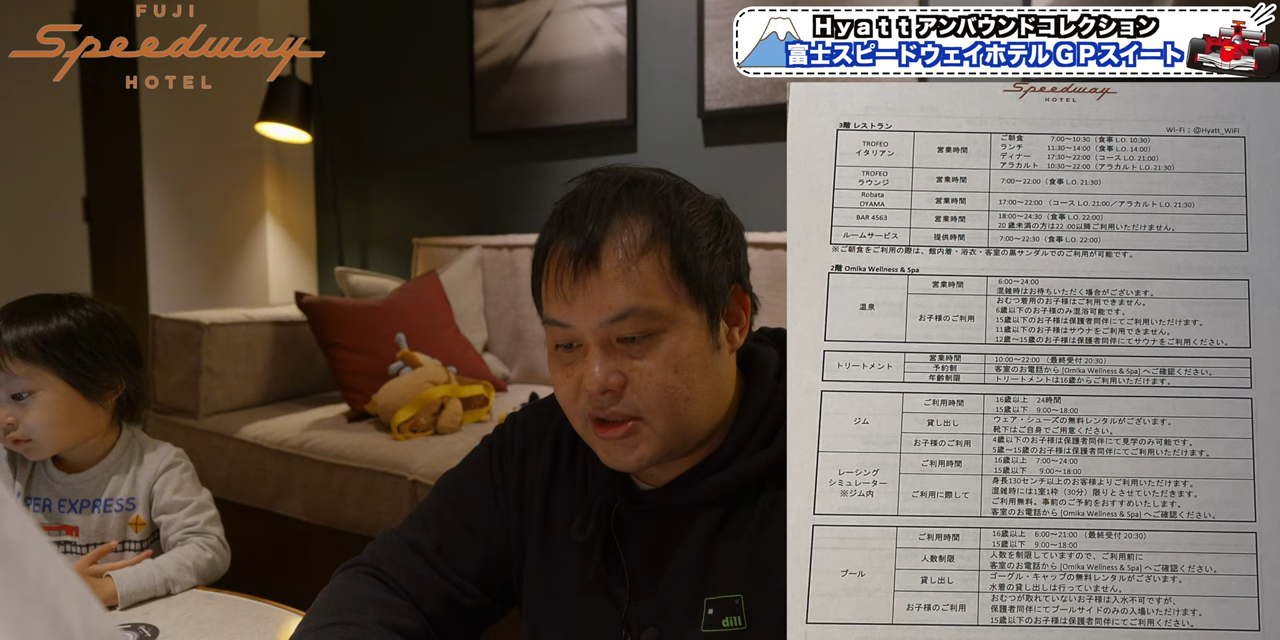 FUJI
Speedway
HOTEL
Hyattアンバウンドコレクション
富士スピードウェイホテルGPスイート
Speedway
HOTEL
3階 レストラン
Wi-Fi：@Hyatt_WiFi
TROFEO
イタリアン
営業時間
ご朝食 7:00～10:30（食事 L.O. 10:30）
ランチ 11:30～14:00（食事 L.O. 14:00）
ディナー 17:30～22:00（コース L.O. 21:00）
アラカルト 10:30～22:00（アラカルト L.O. 21:30）
TROFEO
ラウンジ
営業時間
7:00～22:00（食事 L.O. 21:30）
Robata
OYAMA
営業時間
17:00～22:00（コース L.O. 21:00／アラカルト L.O. 21:30）
BAR 4563
営業時間
18:00～24:30（食事 L.O. 22:00）
20歳未満の方は22:00以降ご利用いただけません。
ルームサービス
提供時間
7:00～22:30（食事 L.O. 22:00）
※ご朝食をご利用の際は、館内着・浴衣・客室の黒サンダルでのご利用が可能です。
2階 Omika Wellness & Spa
温泉
営業時間
6:00～24:00
混雑時はお待ちいただく場合がございます。
お子様のご利用
おむつ着用のお子様はご利用できません。
6歳以下のお子様のみ混浴可能です。
15歳以下のお子様は保護者同伴にてご利用いただけます。
11歳以下のお子様はサウナをご利用できません。
12歳～15歳のお子様は保護者同伴にてサウナをご利用ください。
トリートメント
営業時間
10:00～22:00（最終受付 20:30）
予約制
客室のお電話から [Omika Wellness & Spa] へご確認ください。
年齢制限
トリートメントは16歳からご利用いただけます。
ジム
ご利用時間
16歳以上 24時間
15歳以下 9:00～18:00
貸し出し
ウェア・シューズの無料レンタルがございます。
靴下はご自身でご用意ください。
お子様のご利用
4歳以下のお子様は保護者同伴にて見学のみ可能です。
5歳～15歳のお子様は保護者同伴にてご利用いただけます。
レーシング
シミュレーター
※ジム内
ご利用時間
16歳以上 7:00～24:00
15歳以下 9:00～18:00
ご利用に際して
身長130センチ以上のお客様よりご利用いただけます。
混雑時には1室1枠（30分）限りとさせていただきます。
ご利用無料。事前のご予約をおすすめいたします。
客室のお電話から [Omika Wellness & Spa] へご確認ください。
プール
ご利用時間
16歳以上 6:00～21:00（最終受付 20:30）
15歳以下 9:00～18:00
人数制限
人数を制限していますので、ご利用前に
客室のお電話から [Omika Wellness & Spa] へご確認ください。
貸し出し
ゴーグル・キャップの無料レンタルがございます。
水着の貸し出しは行っていません。
お子様のご利用
おむつが取れていないお子様は入水不可ですが、
保護者同伴にてプールサイドのみの入場いただけます。
15歳以下のお子様は保護者同伴にてご利用ください。
PER EXPRESS
dill